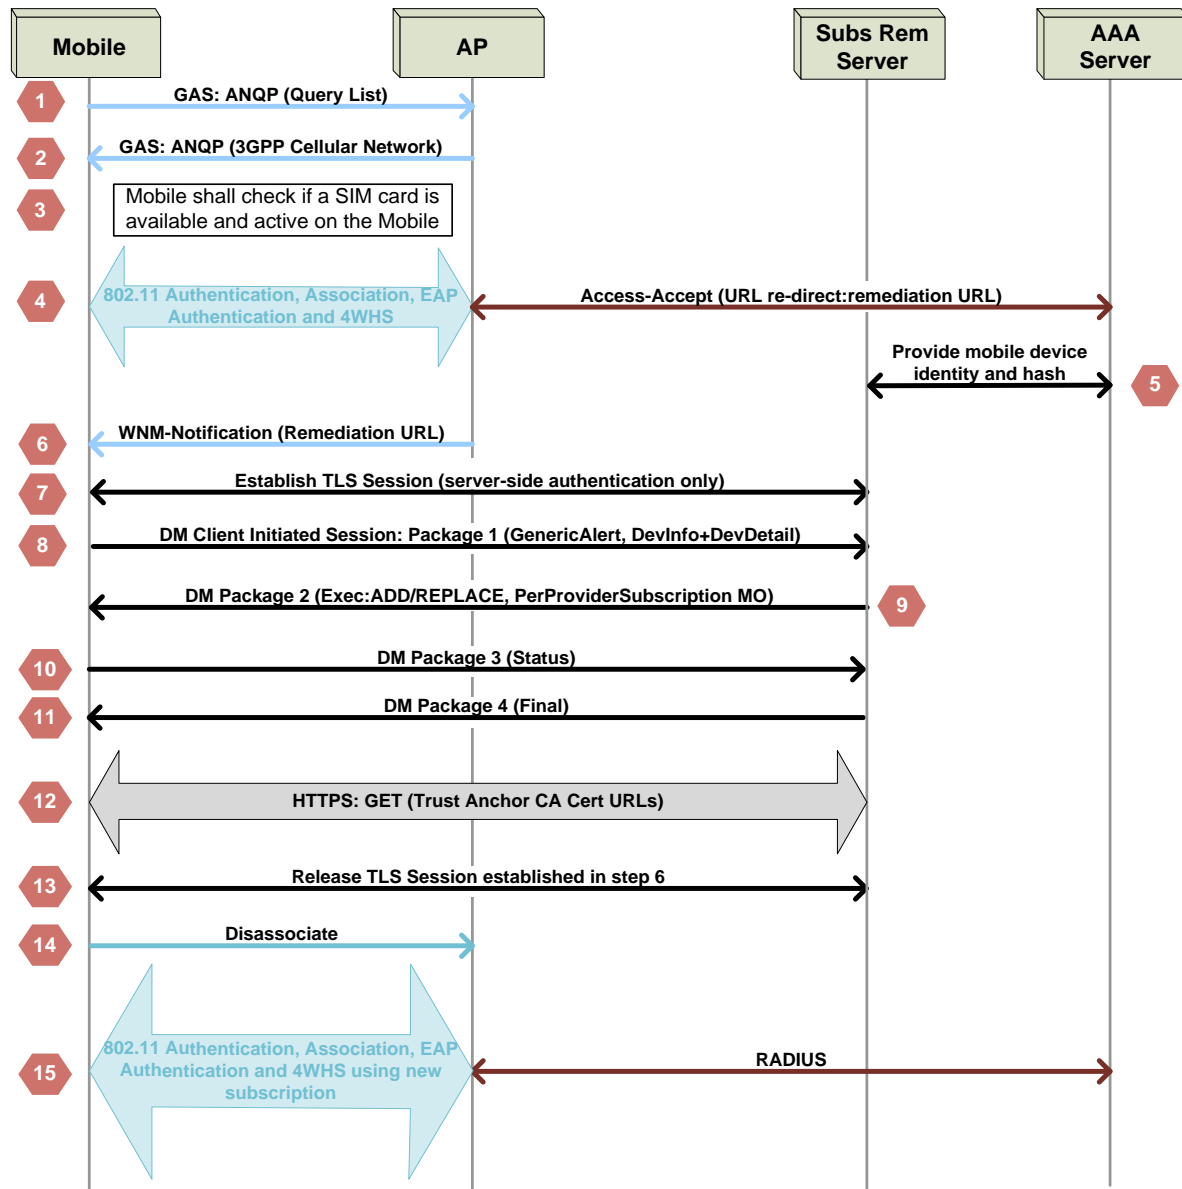 Mobile
AP
Subs Rem
Server
AAA
Server
1
GAS: ANQP (Query List)
2
GAS: ANQP (3GPP Cellular Network)
3
Mobile shall check if a SIM card is
available and active on the Mobile
4
802.11 Authentication, Association, EAP
Authentication and 4WHS
Access-Accept (URL re-direct:remediation URL)
Provide mobile device
identity and hash
5
6
WNM-Notification (Remediation URL)
7
Establish TLS Session (server-side authentication only)
8
DM Client Initiated Session: Package 1 (GenericAlert, DevInfo+DevDetail)
DM Package 2 (Exec:ADD/REPLACE, PerProviderSubscription MO)
9
10
DM Package 3 (Status)
11
DM Package 4 (Final)
12
HTTPS: GET (Trust Anchor CA Cert URLs)
13
Release TLS Session established in step 6
14
Disassociate
15
802.11 Authentication, Association, EAP
Authentication and 4WHS using new
subscription
RADIUS